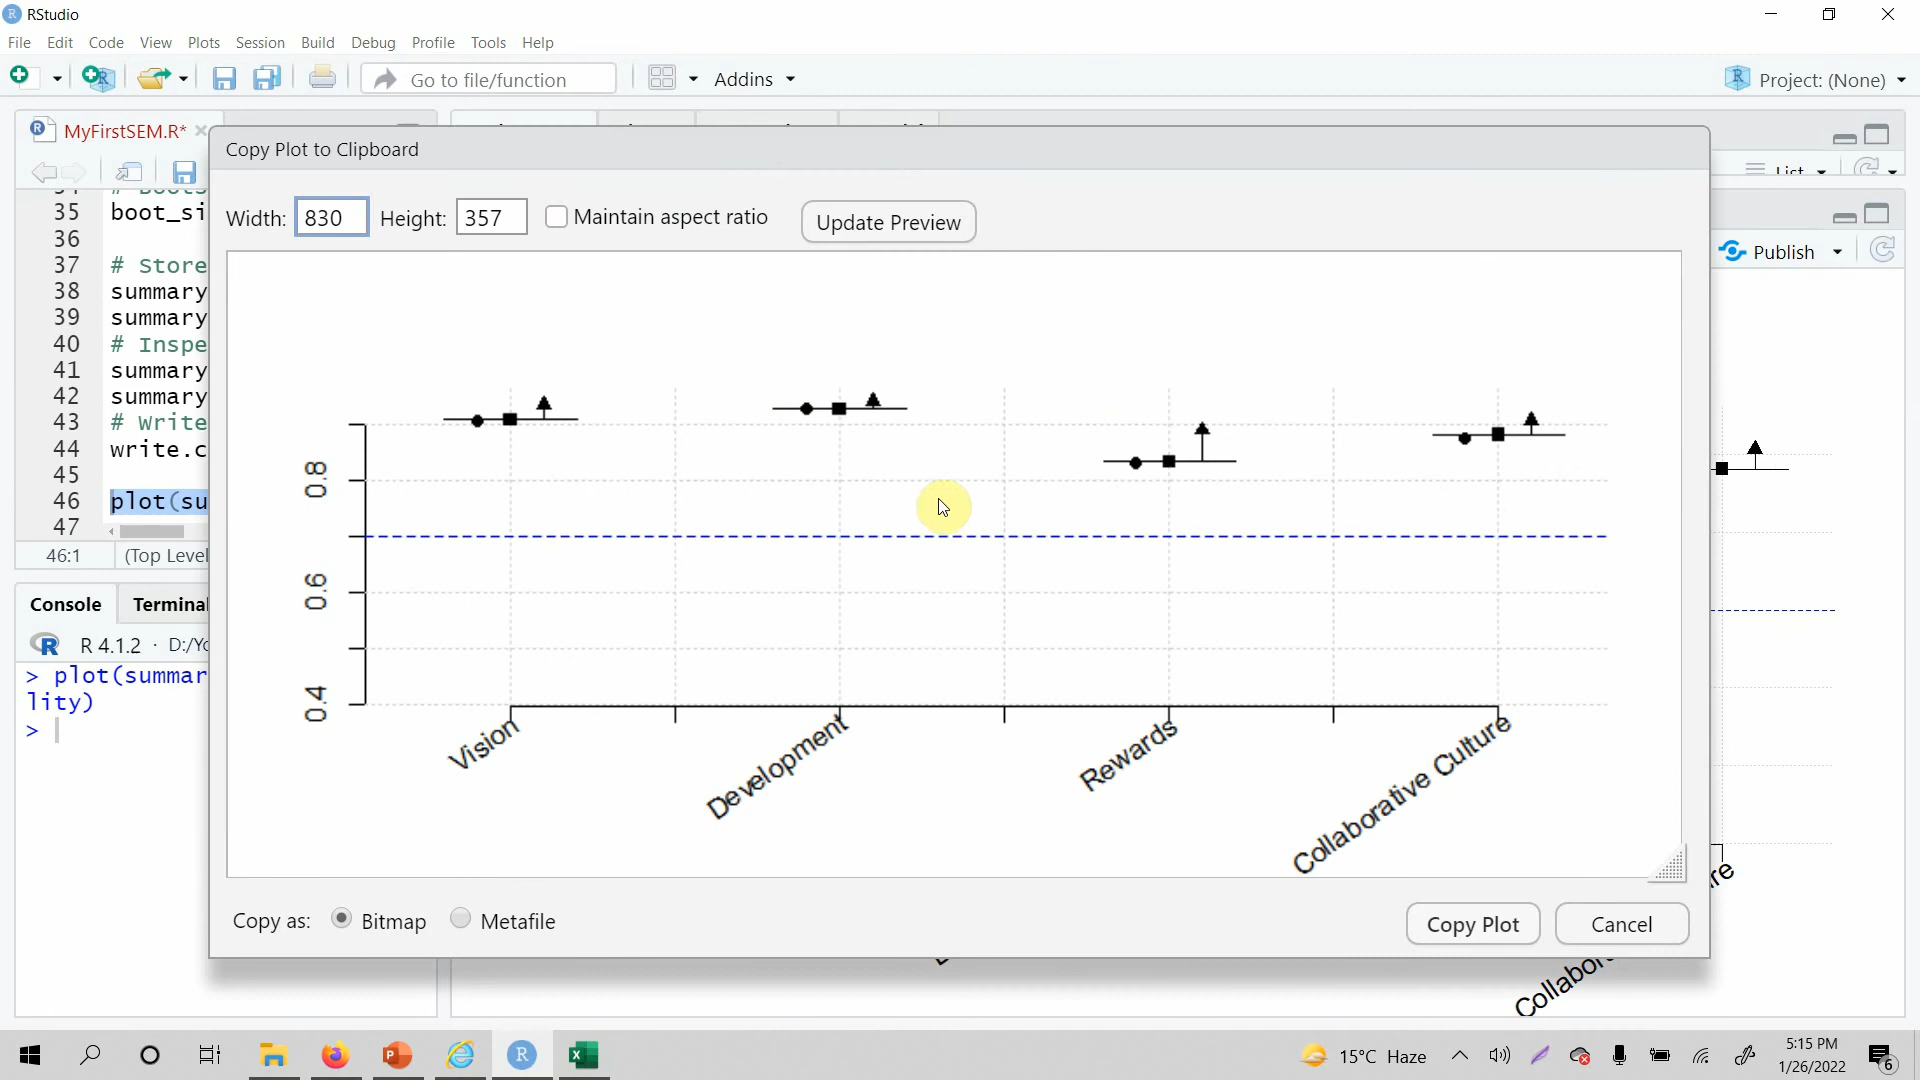 RStudio
File Edit Code View Plots Session Build Debug Profile Tools Help
Go to file/function Addins Project: (None)
MyFirstSEM.R*
Copy Plot to Clipboard
List
Width: 830 Height: 357 Maintain aspect ratio Update Preview
Publish
35 boot_si
36
37 # Store
38 summary
39 summary
40 # Inspe
41 summary
42 summary
43 # Write
44 write.c
45
46 plot(su
47
46:1 (Top Level
0.8
0.6
0.4
Vision
Development
Rewards
Collaborative Culture
Console Terminal
R 4.1.2 · D:/Yo
> plot(summar
lity)
>
Copy as: Bitmap Metafile Copy Plot Cancel
15°C Haze
5:15 PM
1/26/2022
6